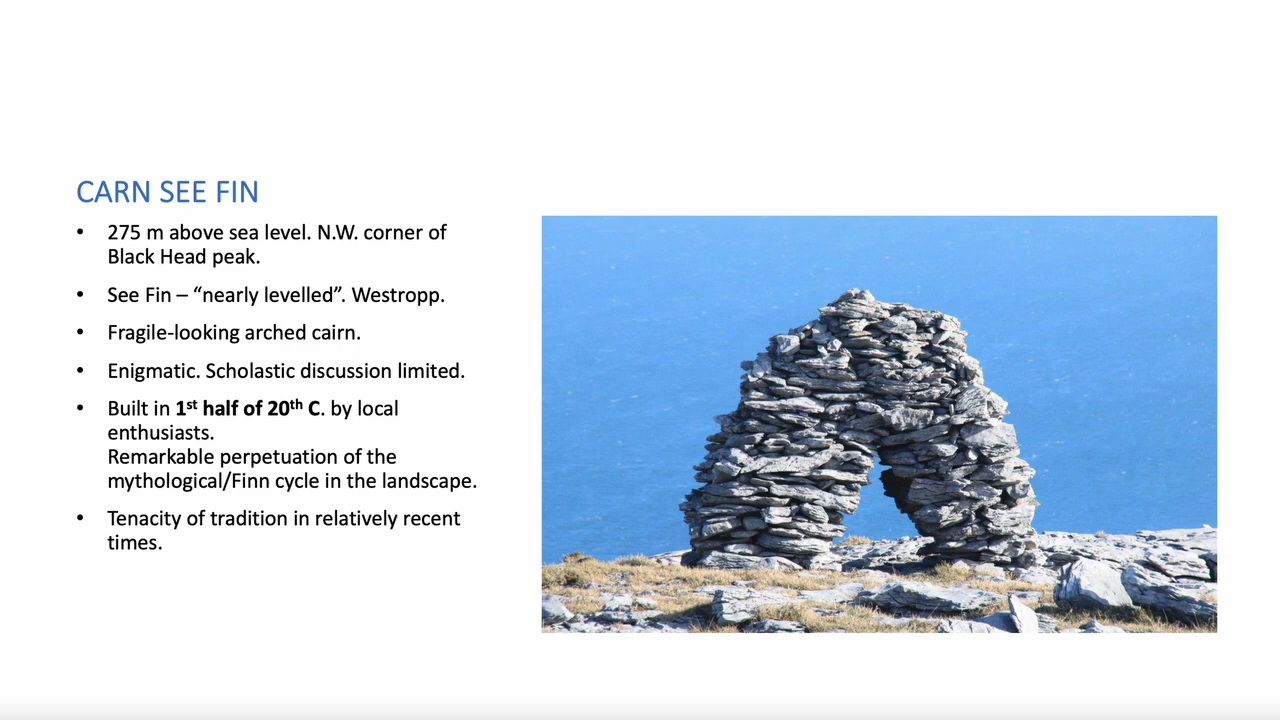 CARN SEE FIN
• 275 m above sea level. N.W. corner of
Black Head peak.
• See Fin – “nearly levelled”. Westropp.
• Fragile-looking arched cairn.
• Enigmatic. Scholastic discussion limited.
• Built in 1st half of 20th C. by local
enthusiasts.
Remarkable perpetuation of the
mythological/Finn cycle in the landscape.
• Tenacity of tradition in relatively recent
times.